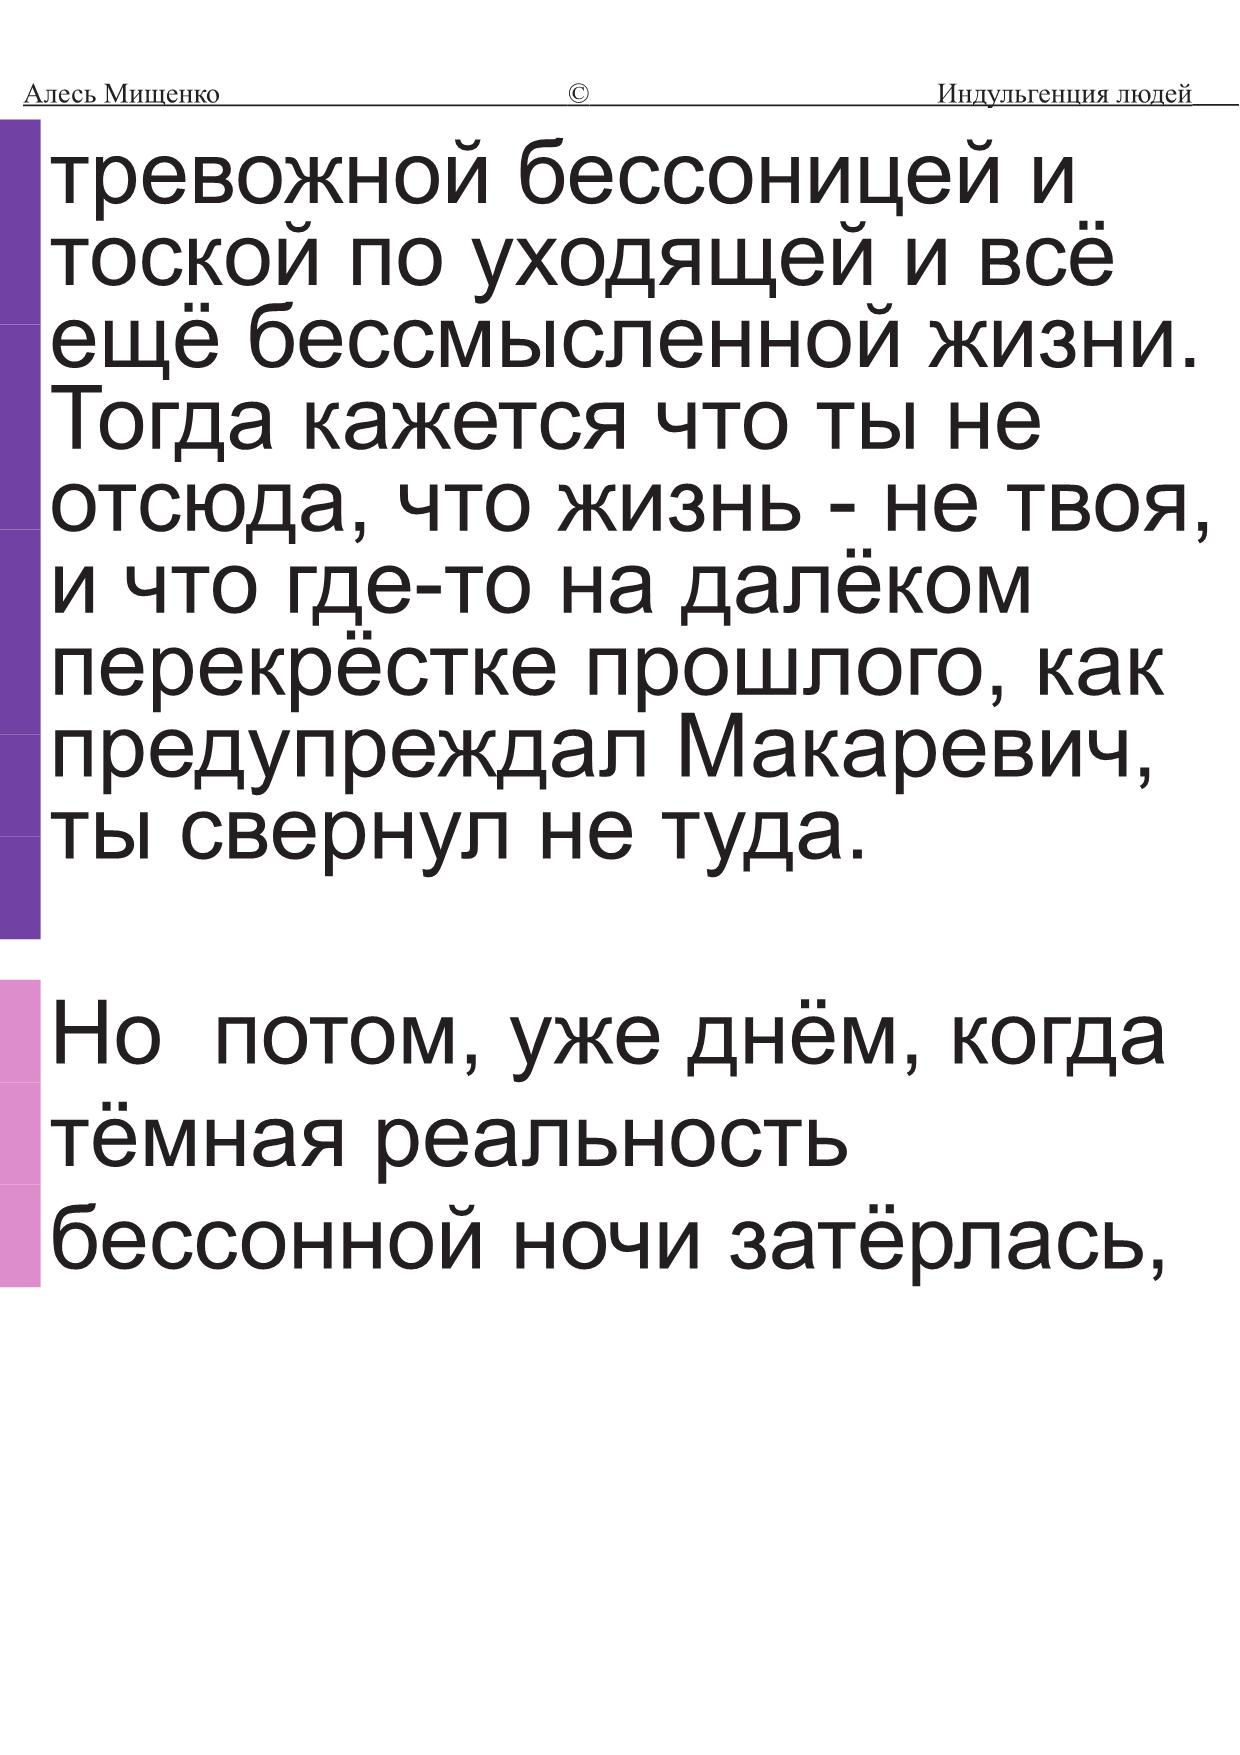 Алесь Мищенко © Индульгенция людей
тревожной бессоницей и
тоской по уходящей и всё
ещё бессмысленной жизни.
Тогда кажется что ты не
отсюда, что жизнь - не твоя,
и что где-то на далёком
перекрёстке прошлого, как
предупреждал Макаревич,
ты свернул не туда.
Но  потом, уже днём, когда
тёмная реальность
бессонной ночи затёрлась,